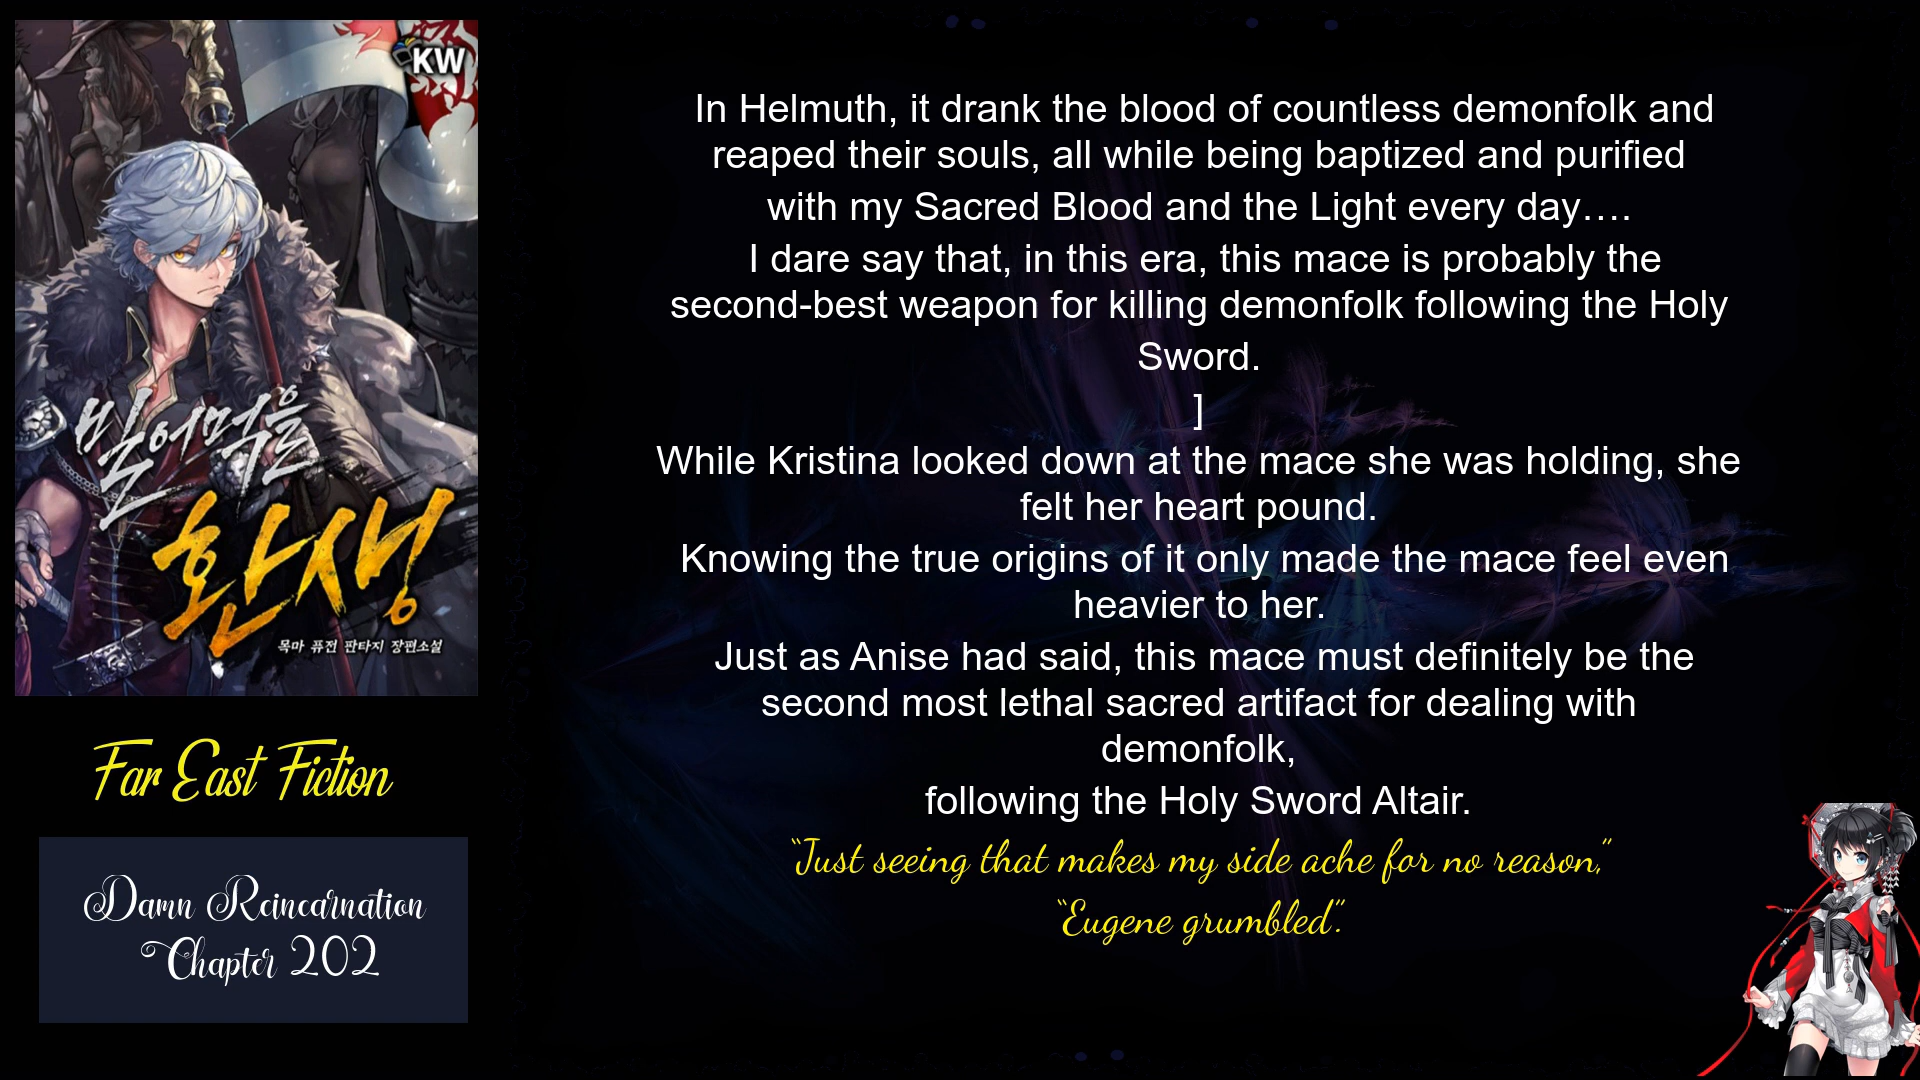 KW
빌어먹을
환생
목마 퓨전 판타지 장편소설
Far East Fiction
Damn Reincarnation
Chapter 202
In Helmuth, it drank the blood of countless demonfolk and
reaped their souls, all while being baptized and purified
with my Sacred Blood and the Light every day….
I dare say that, in this era, this mace is probably the
second-best weapon for killing demonfolk following the Holy
Sword.
]
While Kristina looked down at the mace she was holding, she
felt her heart pound.
Knowing the true origins of it only made the mace feel even
heavier to her.
Just as Anise had said, this mace must definitely be the
second most lethal sacred artifact for dealing with
demonfolk,
following the Holy Sword Altair.
“Just seeing that makes my side ache for no reason,”
“Eugene grumbled”.